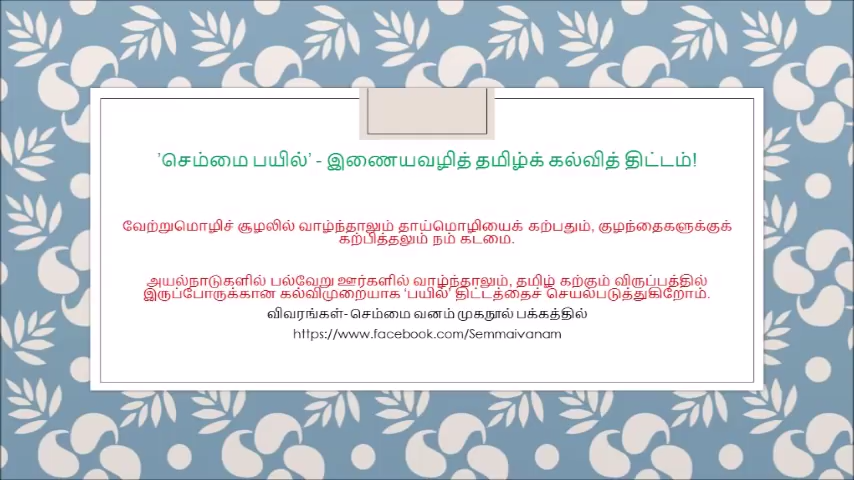 ’செம்மை பயில்’ - இணையவழித் தமிழ்க் கல்வித் திட்டம்!
வேற்றுமொழிச் சூழலில் வாழ்ந்தாலும் தாய்மொழியைக் கற்பதும், குழந்தைகளுக்குக்
கற்பித்தலும் நம் கடமை.
அயல்நாடுகளில் பல்வேறு ஊர்களில் வாழ்ந்தாலும், தமிழ் கற்கும் விருப்பத்தில்
இருப்போருக்கான கல்விமுறையாக ‘பயில்’ திட்டத்தைச் செயல்படுத்துகிறோம்.
விவரங்கள்- செம்மை வனம் முகநூல் பக்கத்தில்
https://www.facebook.com/Semmaivanam